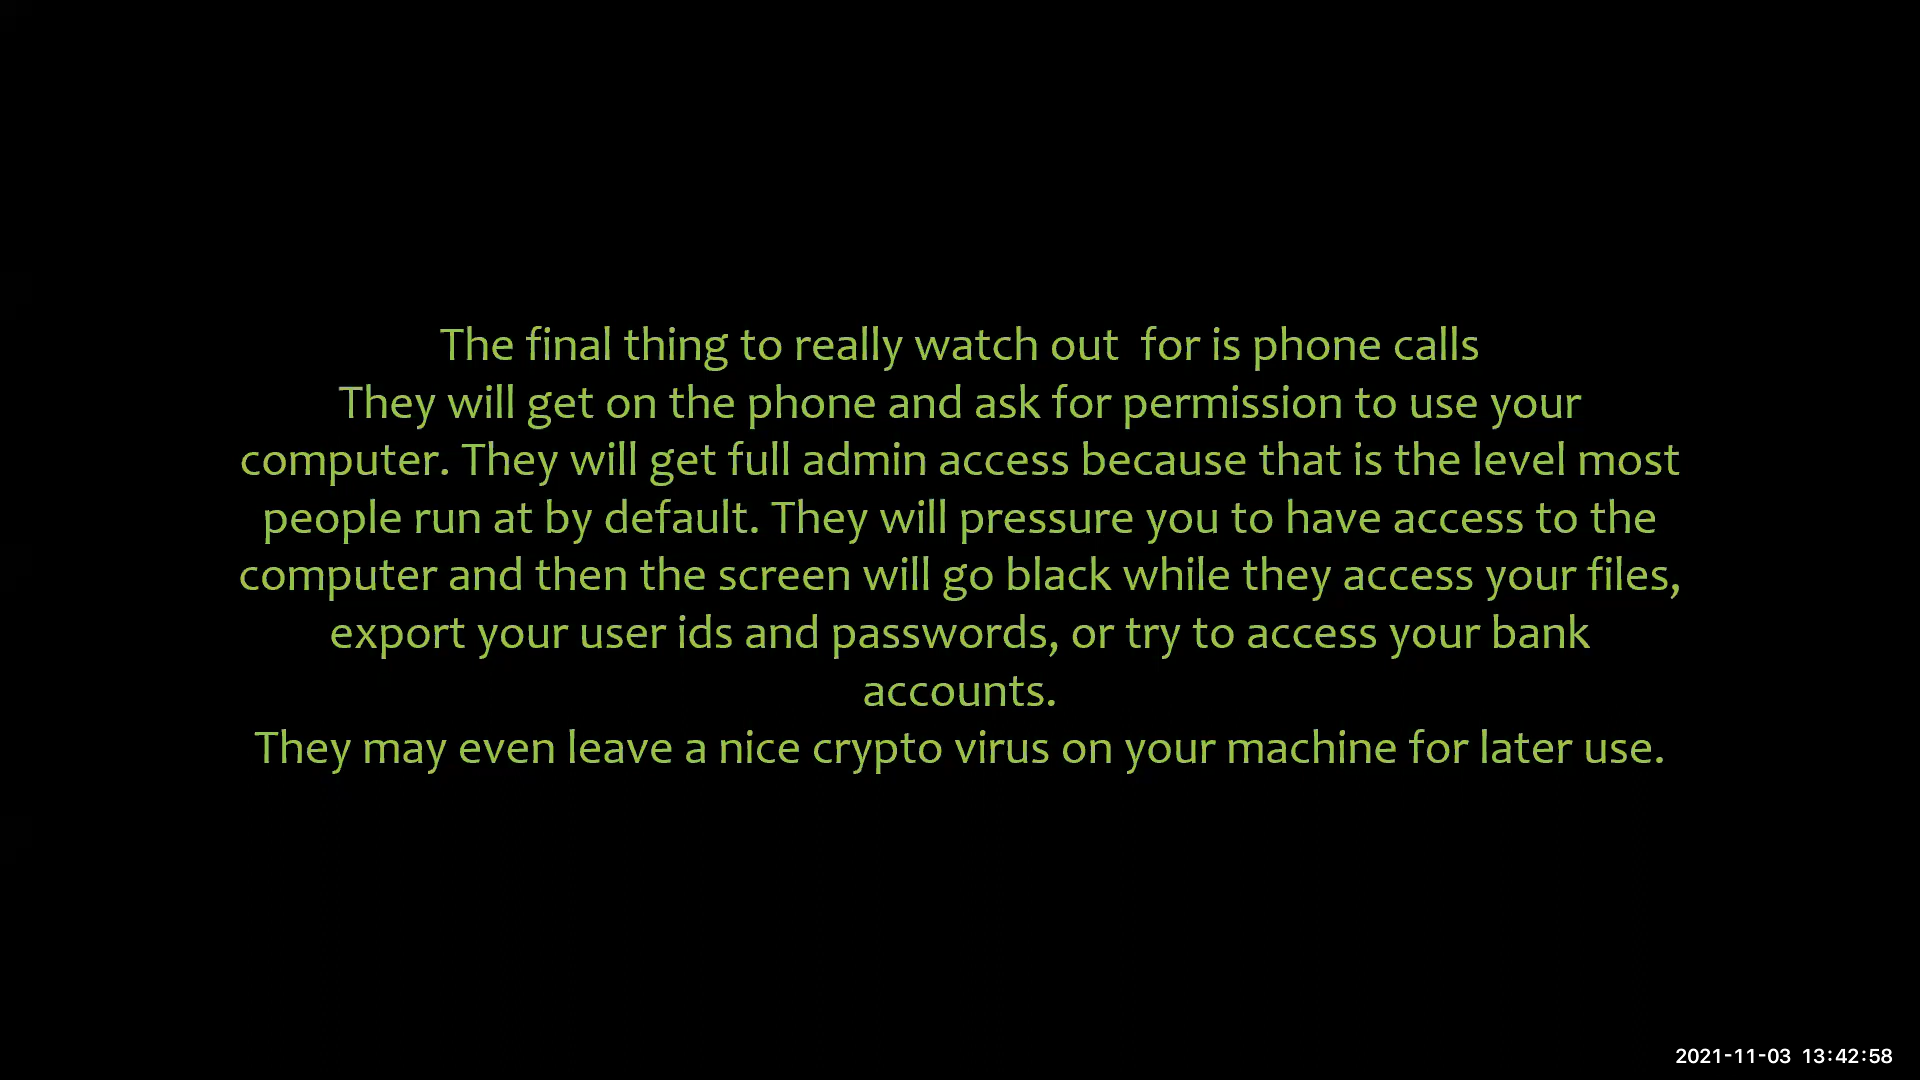 The final thing to really watch out  for is phone calls
They will get on the phone and ask for permission to use your
computer. They will get full admin access because that is the level most
people run at by default. They will pressure you to have access to the
computer and then the screen will go black while they access your files,
export your user ids and passwords, or try to access your bank
accounts.
They may even leave a nice crypto virus on your machine for later use.
2021-11-03 13:42:58